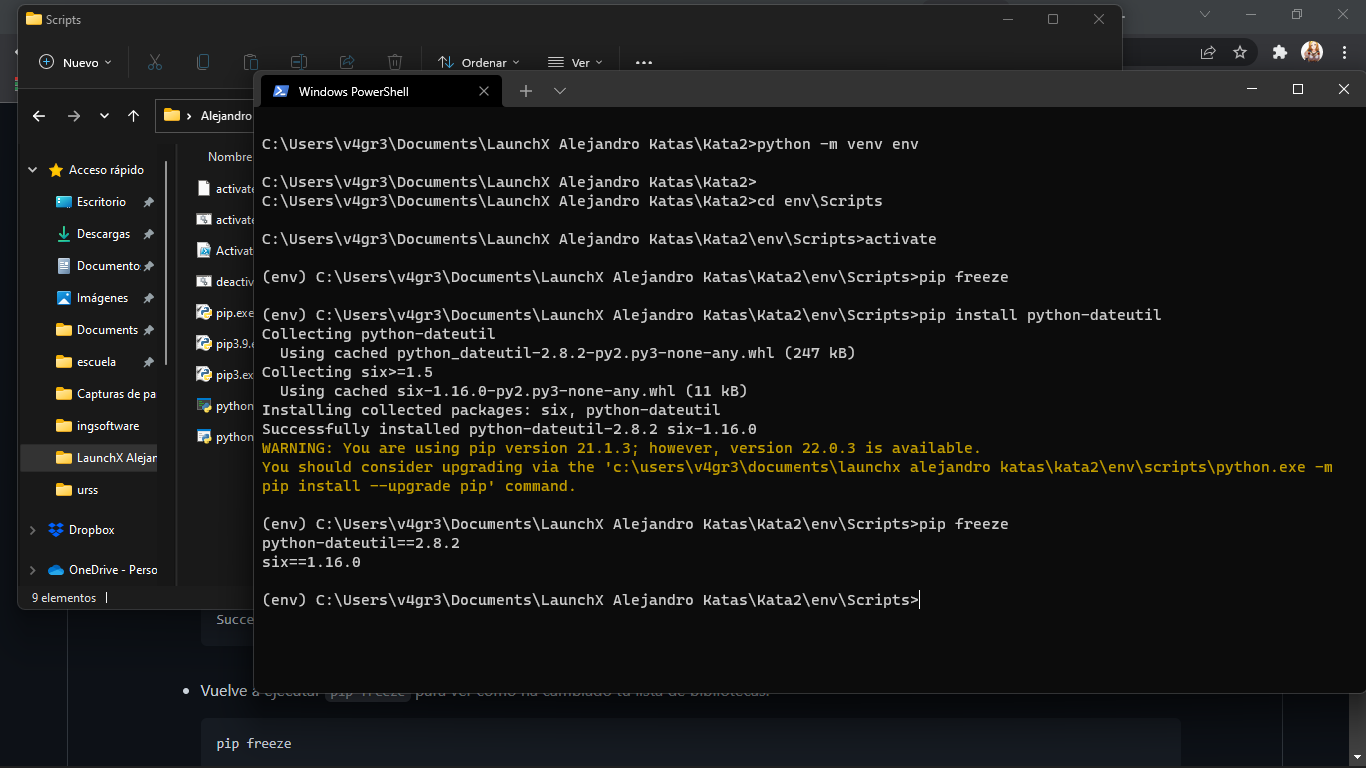 Scripts
Nuevo
Ordenar
Ver
Alejandro
Nombre
Acceso rápido
Escritorio
Descargas
Documento
Imágenes
Documents
escuela
Capturas de pa
ingsoftware
LaunchX Alejar
urss
Dropbox
OneDrive - Perso
9 elementos
activate
activate
Activat
deactiv
pip.exe
pip3.9.e
pip3.ex
python
python
Windows PowerShell
C:\Users\v4gr3\Documents\LaunchX Alejandro Katas\Kata2>python -m venv env
C:\Users\v4gr3\Documents\LaunchX Alejandro Katas\Kata2>
C:\Users\v4gr3\Documents\LaunchX Alejandro Katas\Kata2>cd env\Scripts
C:\Users\v4gr3\Documents\LaunchX Alejandro Katas\Kata2\env\Scripts>activate
(env) C:\Users\v4gr3\Documents\LaunchX Alejandro Katas\Kata2\env\Scripts>pip freeze
(env) C:\Users\v4gr3\Documents\LaunchX Alejandro Katas\Kata2\env\Scripts>pip install python-dateutil
Collecting python-dateutil
  Using cached python_dateutil-2.8.2-py2.py3-none-any.whl (247 kB)
Collecting six>=1.5
  Using cached six-1.16.0-py2.py3-none-any.whl (11 kB)
Installing collected packages: six, python-dateutil
Successfully installed python-dateutil-2.8.2 six-1.16.0
WARNING: You are using pip version 21.1.3; however, version 22.0.3 is available.
You should consider upgrading via the 'c:\users\v4gr3\documents\launchx alejandro katas\kata2\env\scripts\python.exe -m
pip install --upgrade pip' command.
(env) C:\Users\v4gr3\Documents\LaunchX Alejandro Katas\Kata2\env\Scripts>pip freeze
python-dateutil==2.8.2
six==1.16.0
(env) C:\Users\v4gr3\Documents\LaunchX Alejandro Katas\Kata2\env\Scripts>
Succe
Vuelve a ejecutar pip freeze para ver cómo ha cambiado tu lista de bibliotecas.
pip freeze